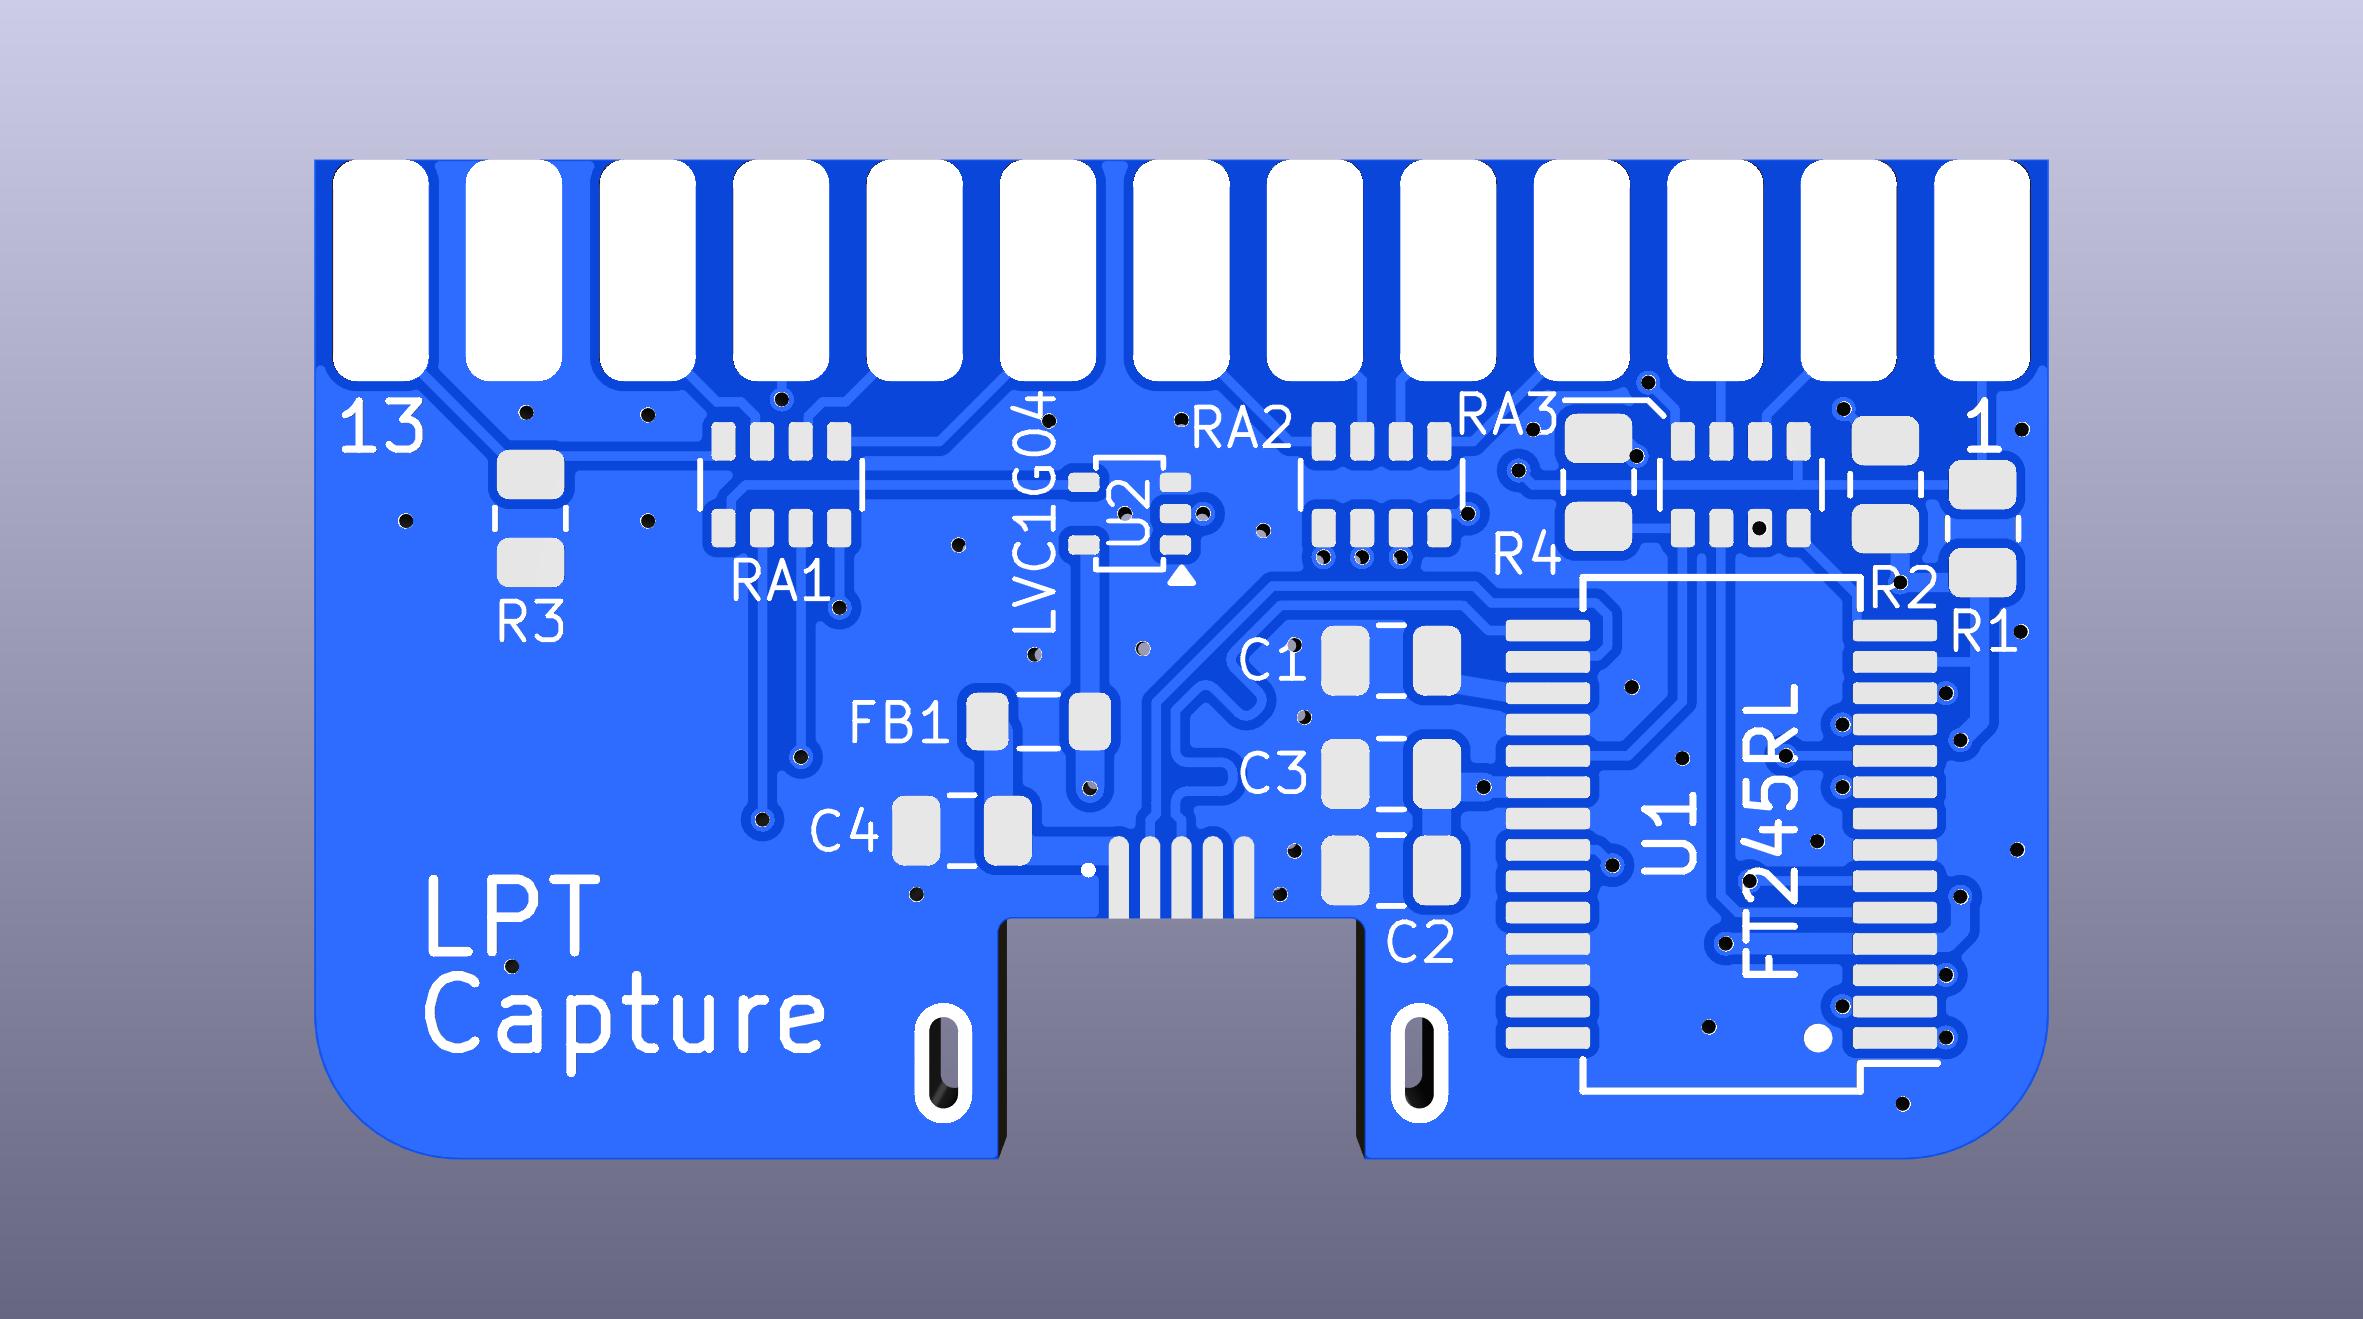 13
1
LVC1G04
RA2
RA3
U2
R4
RA1
R3
R2
R1
C1
FB1
C3
C4
U1
FT245RL
C2
LPT
Capture